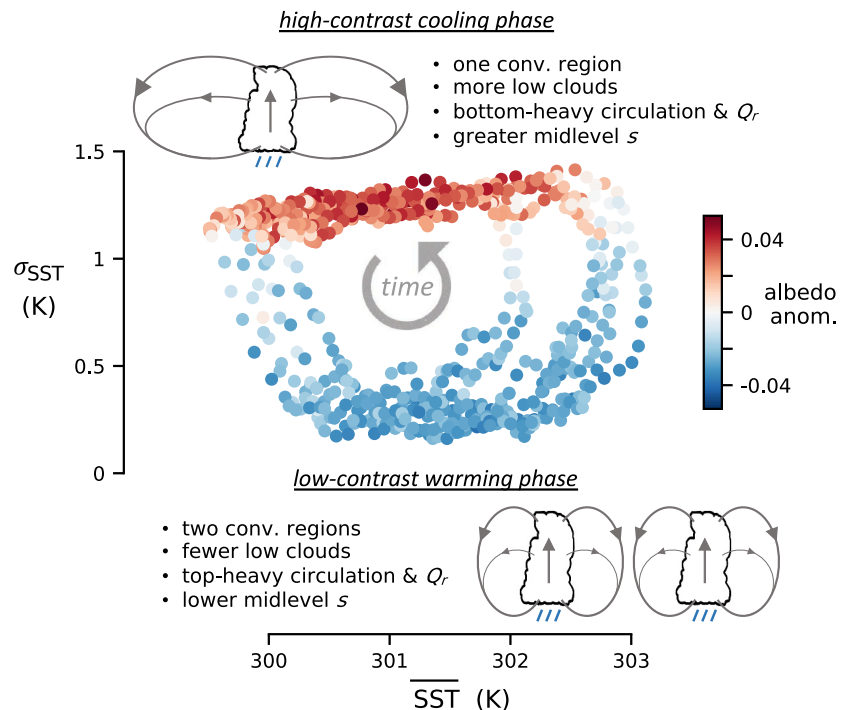 high-contrast cooling phase
• one conv. region
• more low clouds
• bottom-heavy circulation & Qr
• greater midlevel s
1.5
1
0.5
0
σSST
(K)
time
0.04
0
-0.04
albedo
anom.
low-contrast warming phase
• two conv. regions
• fewer low clouds
• top-heavy circulation & Qr
• lower midlevel s
300 301 302 303
SST (K)